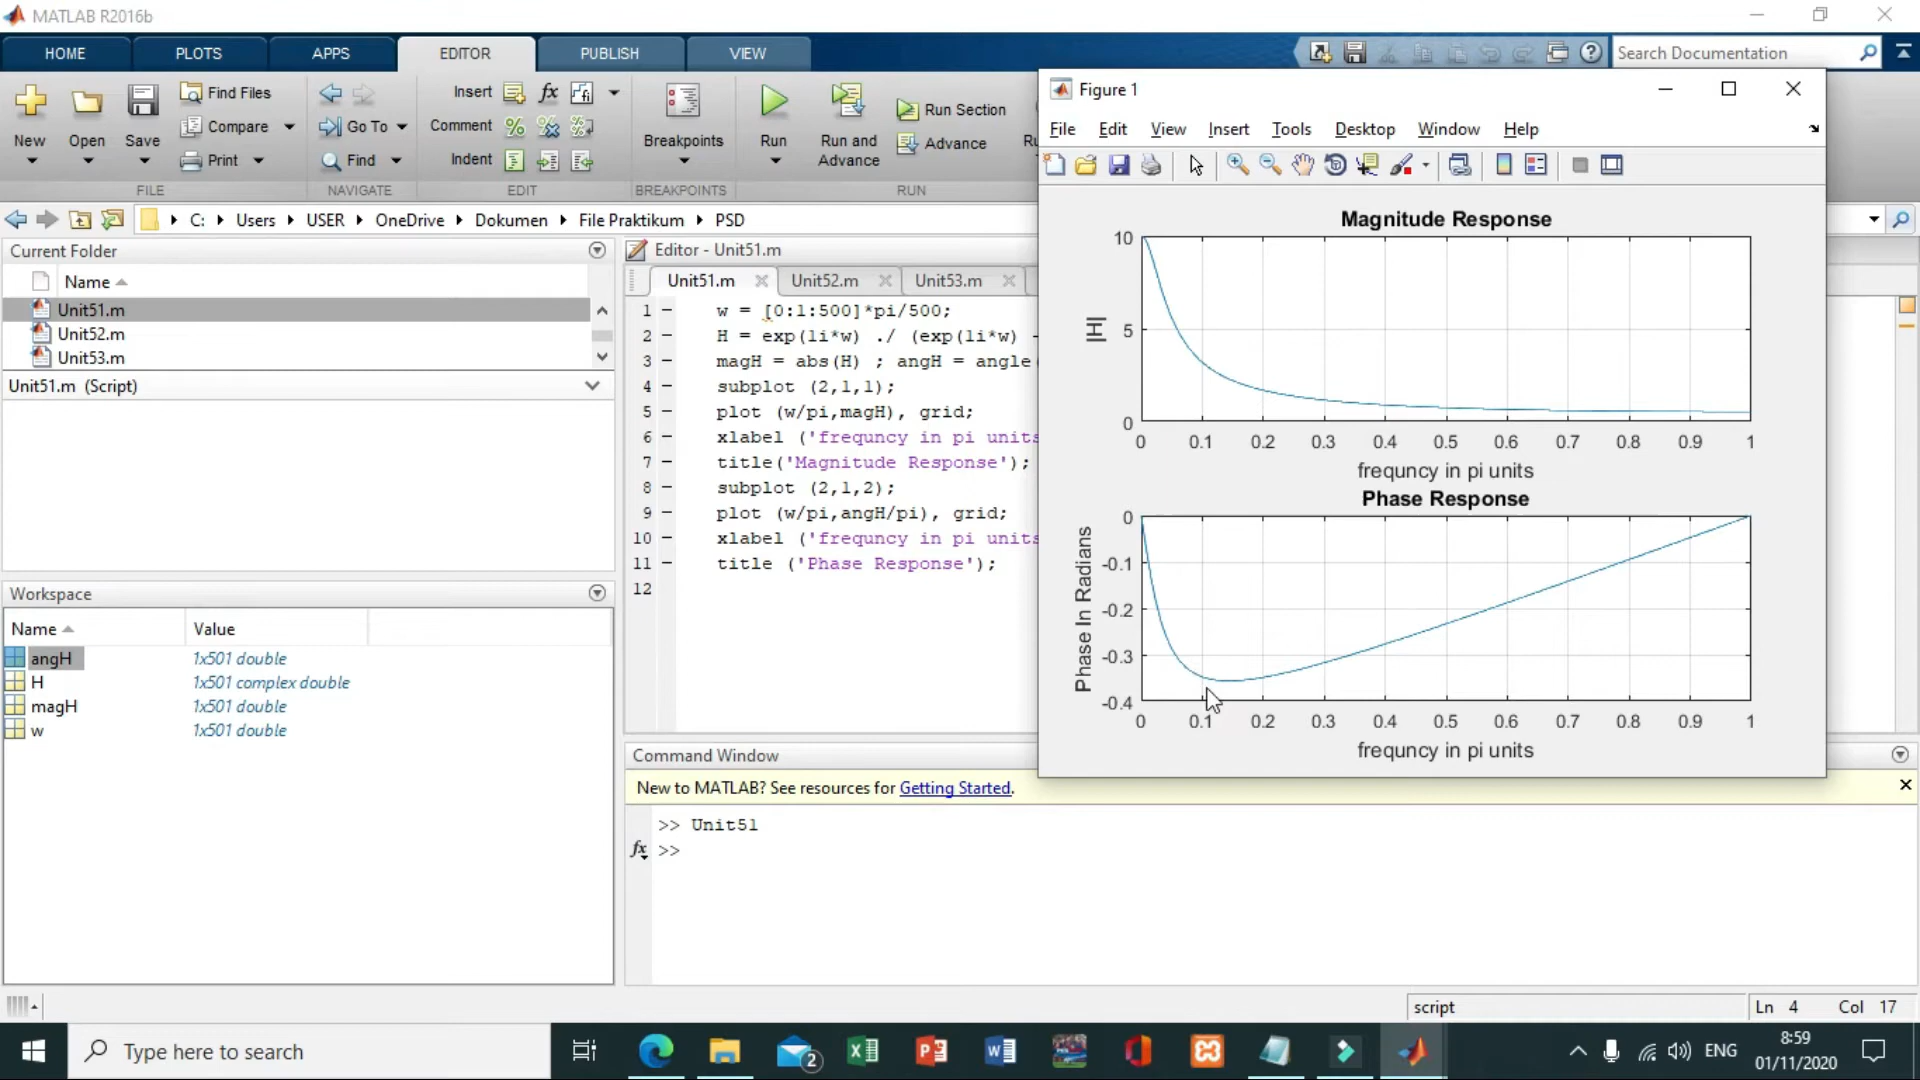 MATLAB R2016b
HOME PLOTS APPS EDITOR PUBLISH VIEW
Search Documentation
New
Open
Save
Find Files
Compare
Print
FILE
Go To
Find
NAVIGATE
Insert
Comment
Indent
EDIT
Breakpoints
BREAKPOINTS
Run
Run and
Advance
Run Section
Advance
RUN
C: Users USER OneDrive Dokumen File Praktikum PSD
Current Folder
Name
Unit51.m
Unit52.m
Unit53.m
Unit51.m (Script)
Workspace
Name Value
angH 1x501 double
H 1x501 complex double
magH 1x501 double
w 1x501 double
Editor - Unit51.m
Unit51.m Unit52.m Unit53.m
1 - w = [0:1:500]*pi/500;
2 - H = exp(li*w) ./ (exp(li*w) -
3 - magH = abs(H) ; angH = angle(
4 - subplot (2,1,1);
5 - plot (w/pi,magH), grid;
6 - xlabel ('frequncy in pi units
7 - title('Magnitude Response');
8 - subplot (2,1,2);
9 - plot (w/pi,angH/pi), grid;
10 - xlabel ('frequncy in pi units
11 - title ('Phase Response');
12
Command Window
New to MATLAB? See resources for Getting Started.
>> Unit51
fx >>
Figure 1
File Edit View Insert Tools Desktop Window Help
Magnitude Response
|H|
10
5
0
0 0.1 0.2 0.3 0.4 0.5 0.6 0.7 0.8 0.9 1
frequncy in pi units
Phase Response
Phase In Radians
0
-0.1
-0.2
-0.3
-0.4
0 0.1 0.2 0.3 0.4 0.5 0.6 0.7 0.8 0.9 1
frequncy in pi units
script Ln 4 Col 17
Type here to search
2
ENG
8:59
01/11/2020